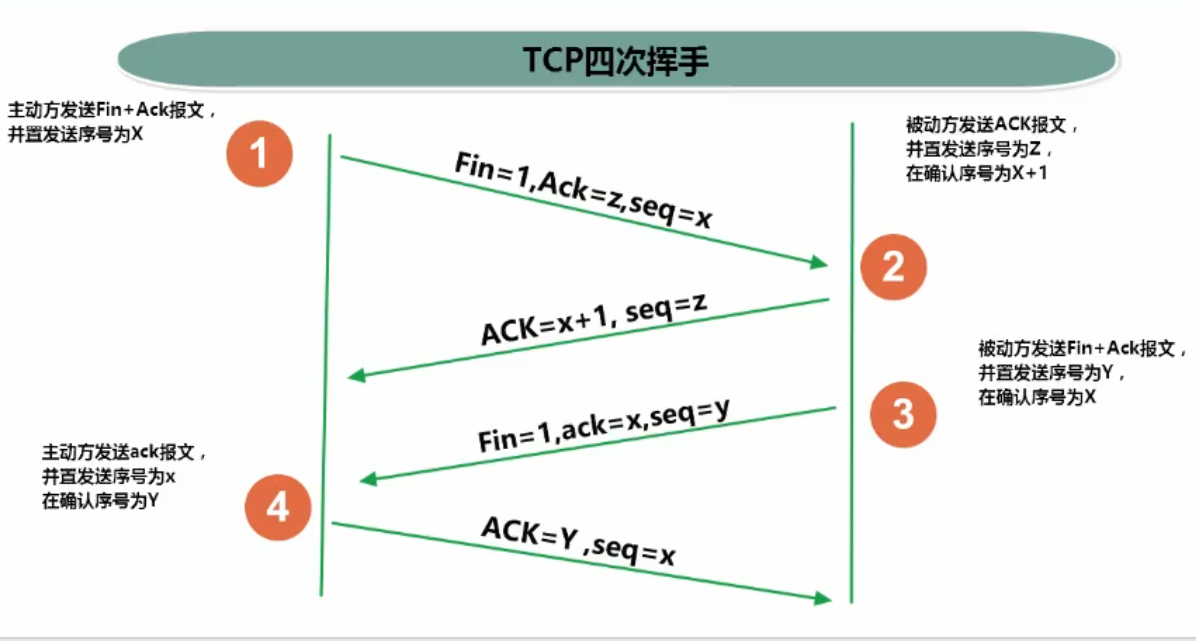 TCP四次挥手
主动方发送Fin+Ack报文，
并置发送序号为X
1
Fin=1,Ack=z,seq=x
被动方发送ACK报文，
并置发送序号为Z，
在确认序号为X+1
2
ACK=x+1, seq=z
被动方发送Fin+Ack报文，
并置发送序号为Y，
在确认序号为X
3
Fin=1,ack=x,seq=y
主动方发送ack报文，
并置发送序号为x
在确认序号为Y
4
ACK=Y ,seq=x